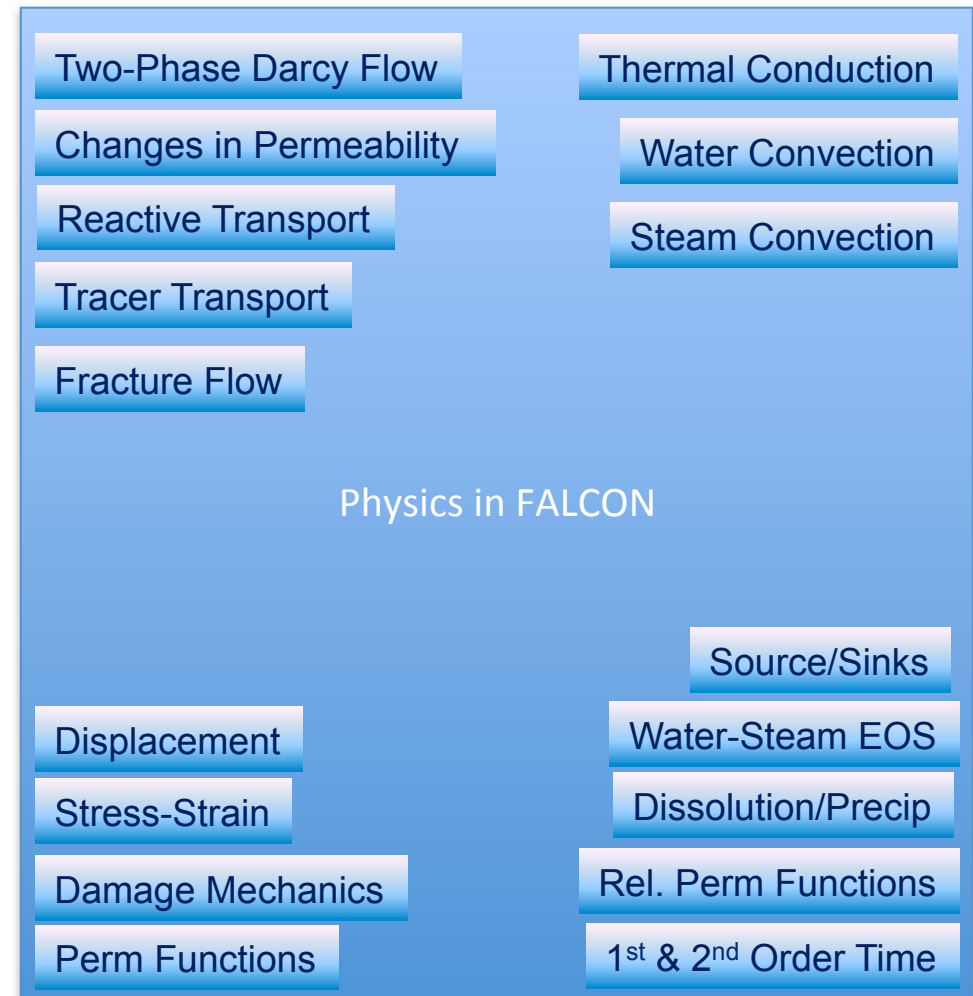 Two-Phase Darcy Flow
Thermal Conduction
Changes in Permeability
Water Convection
Reactive Transport
Steam Convection
Tracer Transport
Fracture Flow
Physics in FALCON
Source/Sinks
Displacement
Water-Steam EOS
Stress-Strain
Dissolution/Precip
Damage Mechanics
Rel. Perm Functions
Perm Functions
1st & 2nd Order Time